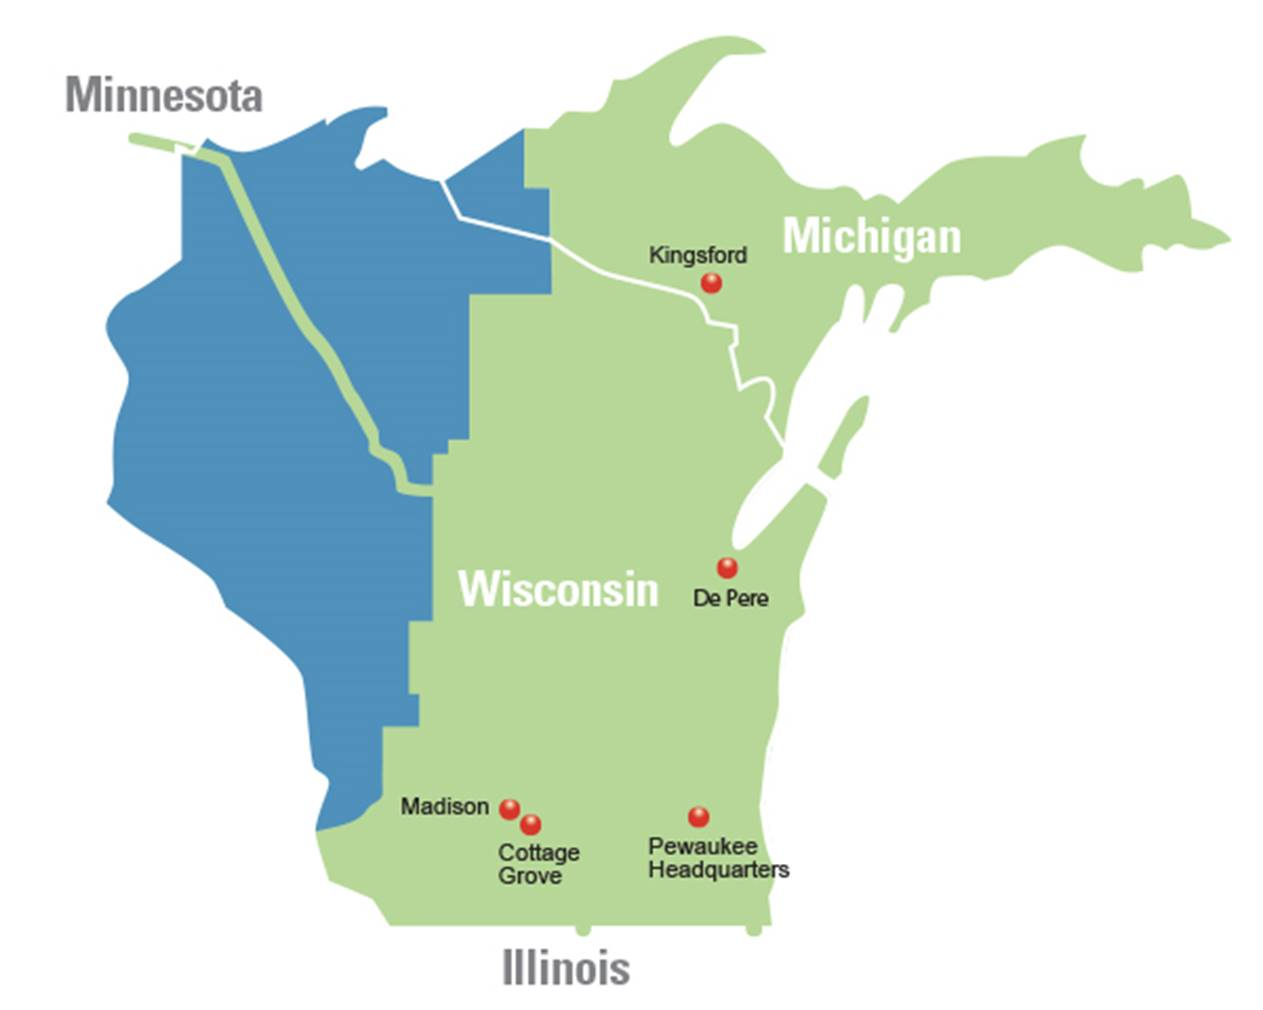 Minnesota
Michigan
Kingsford
Wisconsin
De Pere
Madison
Cottage
Grove
Pewaukee
Headquarters
Illinois